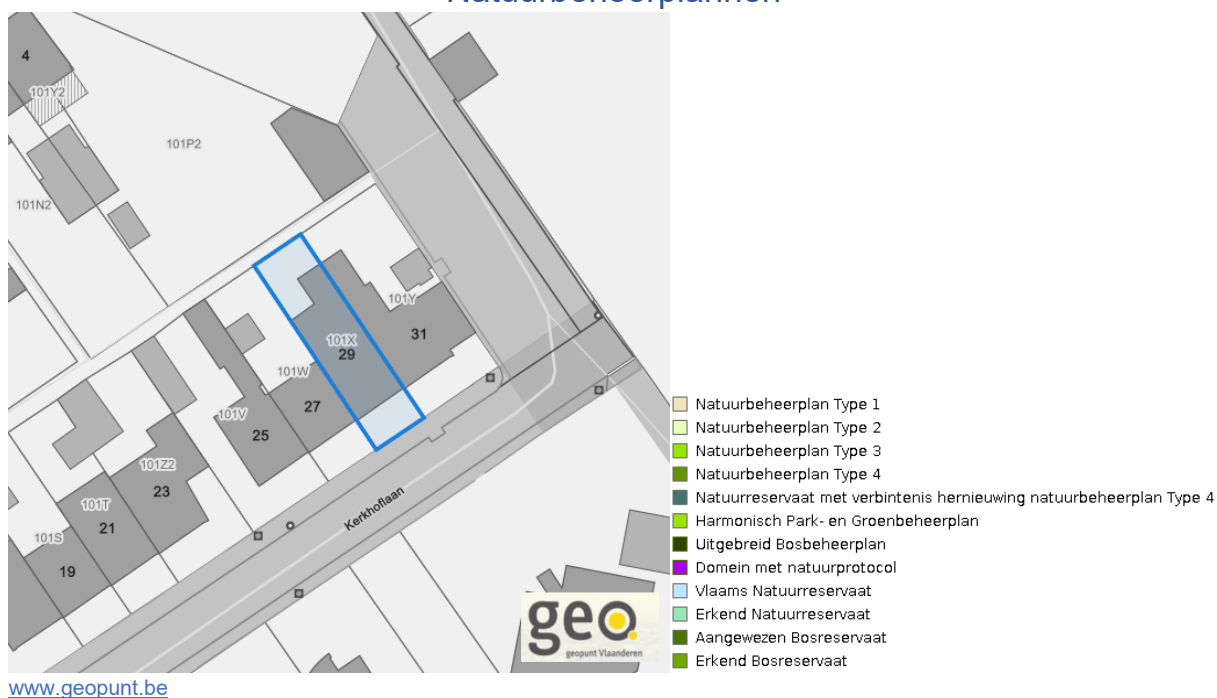 Natuurbeheerplannen
4
101Y2
101P2
101N2
101Y
31
101X
29
101W
27
101V
25
101Z2
23
101T
21
101S
19
Kerkhoflaan
geo
geopunt Vlaanderen
Natuurbeheerplan Type 1
Natuurbeheerplan Type 2
Natuurbeheerplan Type 3
Natuurbeheerplan Type 4
Natuurreservaat met verbintenis hernieuwing natuurbeheerplan Type 4
Harmonisch Park- en Groenbeheerplan
Uitgebreid Bosbeheerplan
Domein met natuurprotocol
Vlaams Natuurreservaat
Erkend Natuurreservaat
Aangewezen Bosreservaat
Erkend Bosreservaat
www.geopunt.be